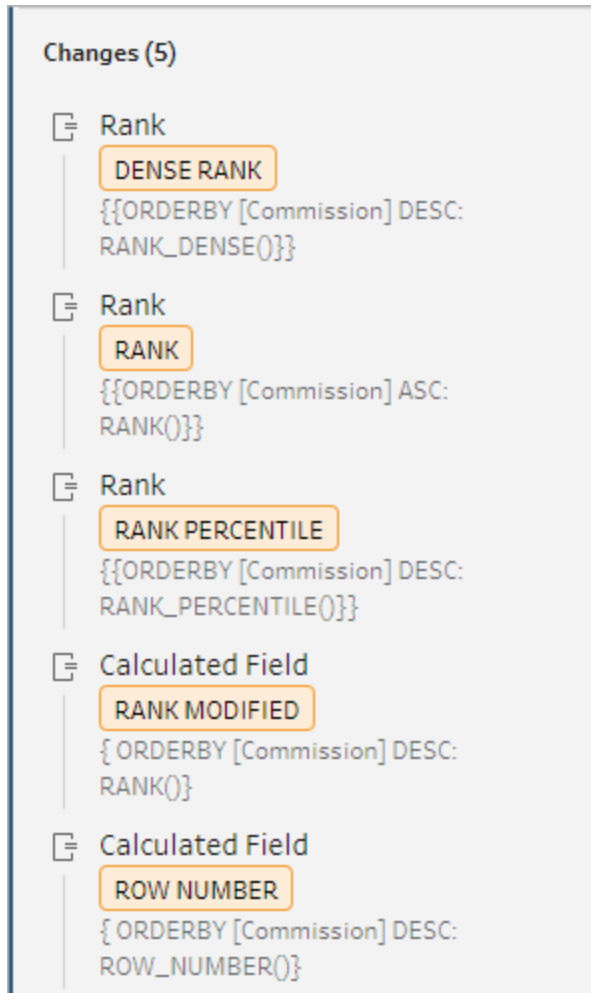 Changes (5)
Rank
DENSE RANK
{{ORDERBY [Commission] DESC:
RANK_DENSE()}}
Rank
RANK
{{ORDERBY [Commission] ASC:
RANK()}}
Rank
RANK PERCENTILE
{{ORDERBY [Commission] DESC:
RANK_PERCENTILE()}}
Calculated Field
RANK MODIFIED
{ ORDERBY [Commission] DESC:
RANK()}
Calculated Field
ROW NUMBER
{ ORDERBY [Commission] DESC:
ROW_NUMBER()}